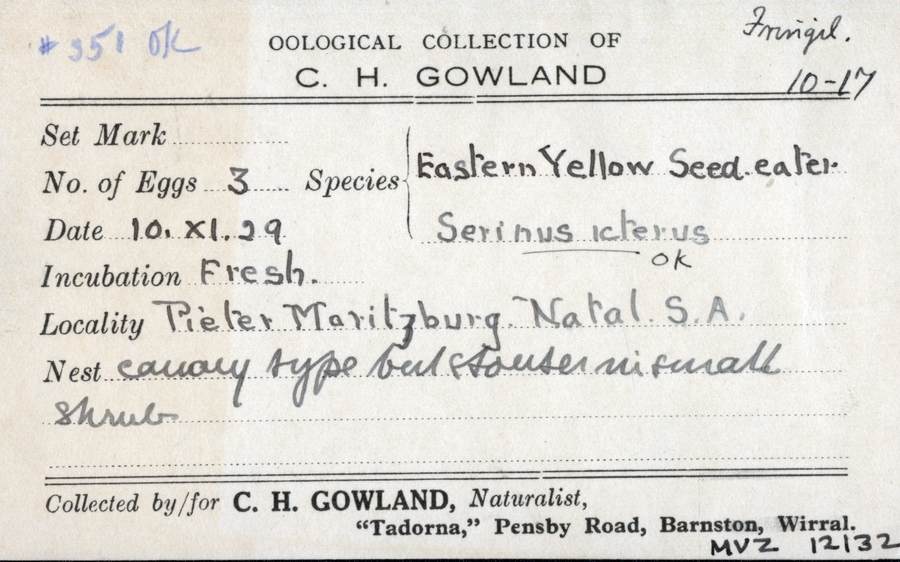 # 351 OK
Fringil.
10-17
OOLOGICAL COLLECTION OF
C. H. GOWLAND
Set Mark
No. of Eggs 3 Species Eastern Yellow Seed-eater
Date 10. XI. 29 Serinus icterus
OK
Incubation Fresh.
Locality Pieter Maritzburg. Natal. S.A.
Nest canary type but stouter in small
shrub
Collected by/for C. H. GOWLAND, Naturalist,
"Tadorna," Pensby Road, Barnston, Wirral.
MVZ 12132